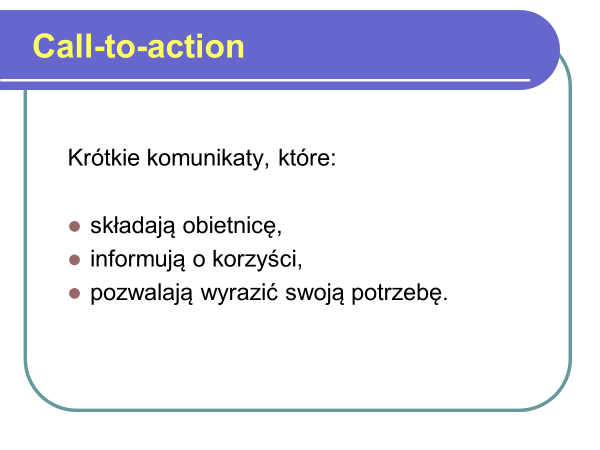 Call-to-action
Krótkie komunikaty, które:
składają obietnicę,
informują o korzyści,
pozwalają wyrazić swoją potrzebę.